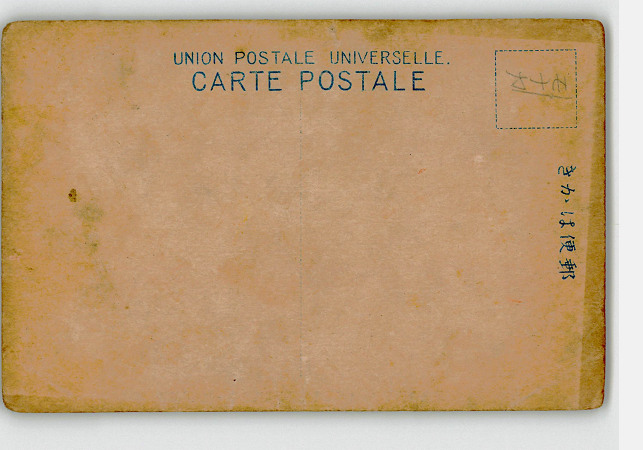 UNION POSTALE UNIVERSELLE.
CARTE POSTALE
きかは便郵